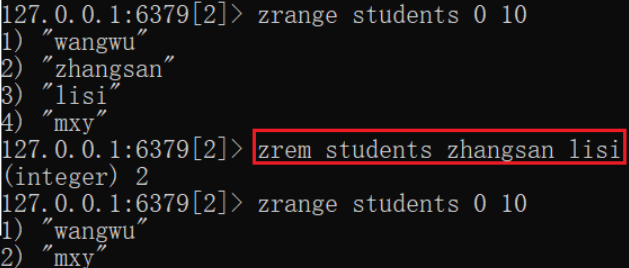 127.0.0.1:6379[2]> zrange students 0 10
1) "wangwu"
2) "zhangsan"
3) "lisi"
4) "mxy"
127.0.0.1:6379[2]> zrem students zhangsan lisi
(integer) 2
127.0.0.1:6379[2]> zrange students 0 10
1) "wangwu"
2) "mxy"